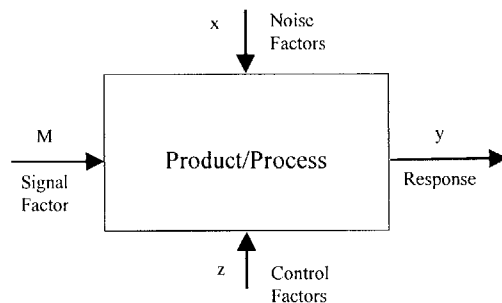 x
Noise
Factors
M
Product/Process
y
Signal
Factor
Response
z
Control
Factors